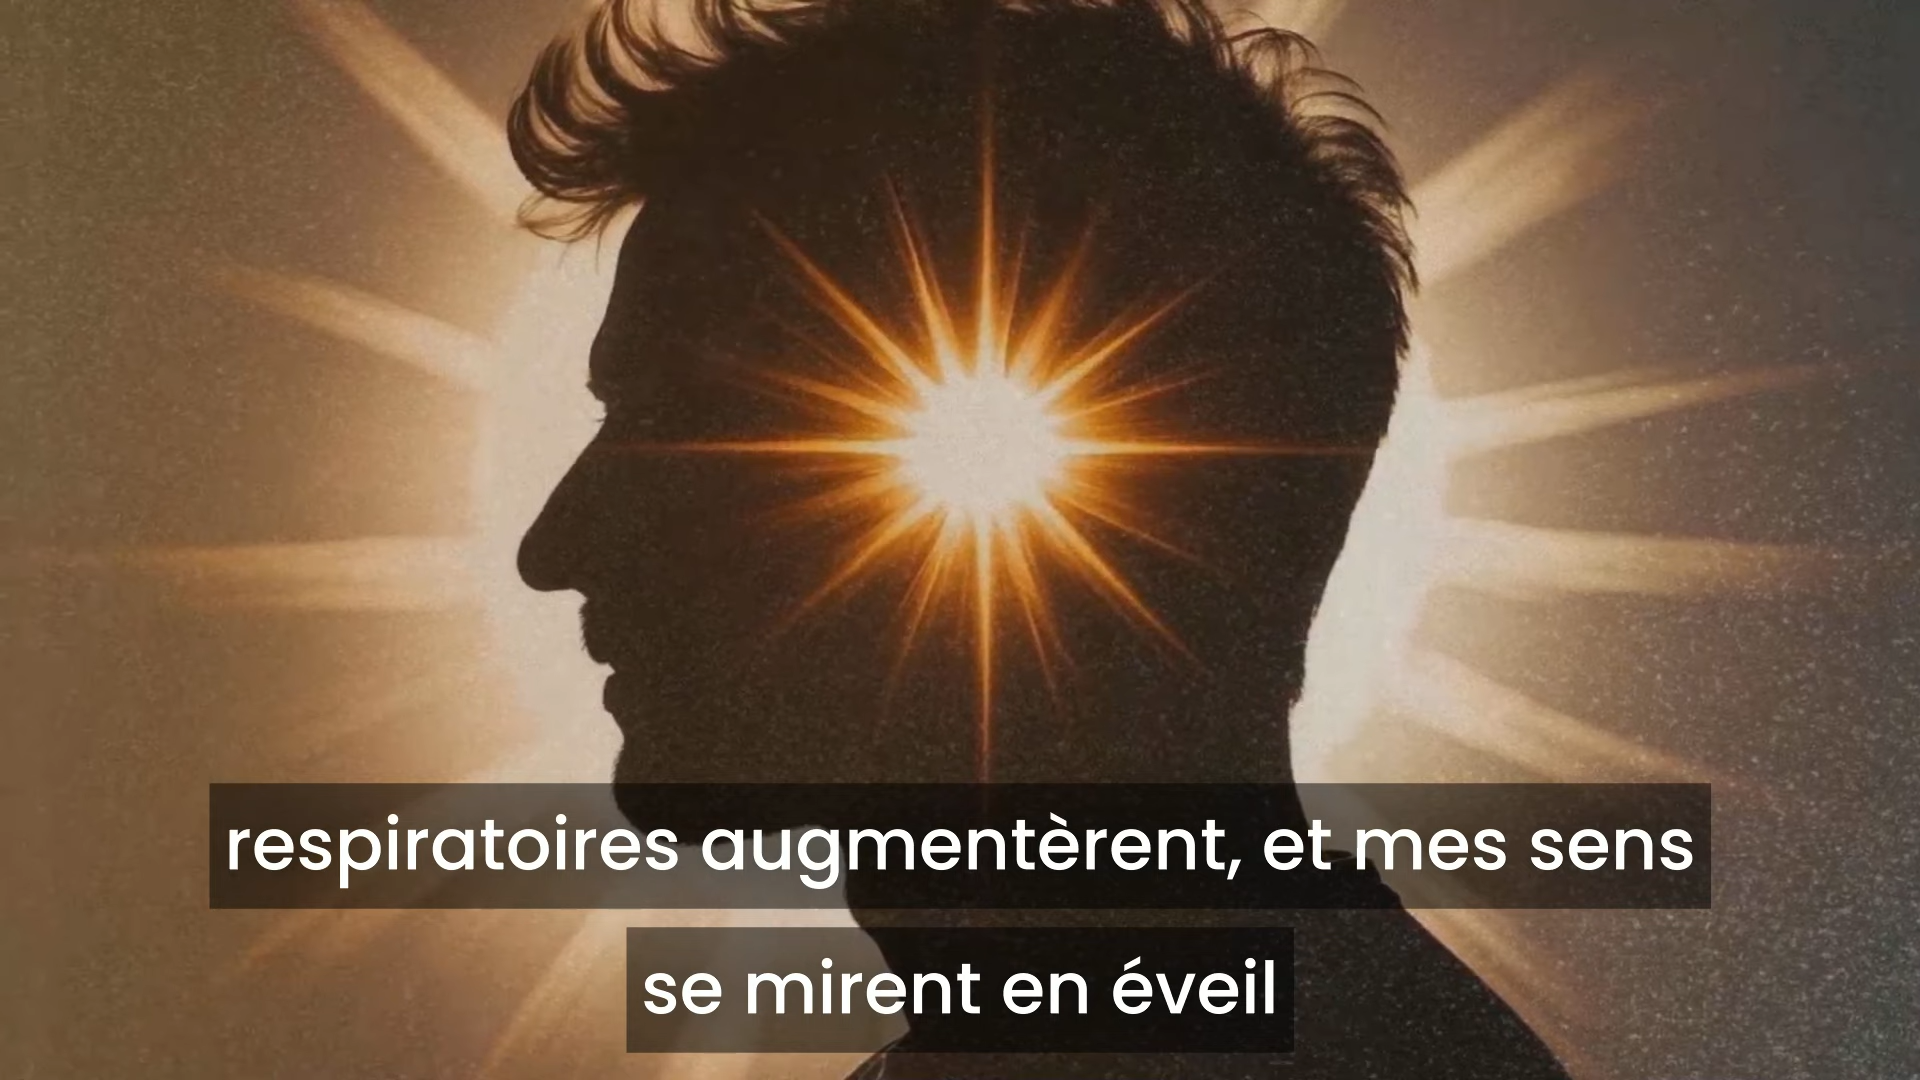 respiratoires augmentèrent, et mes sens
se mirent en éveil